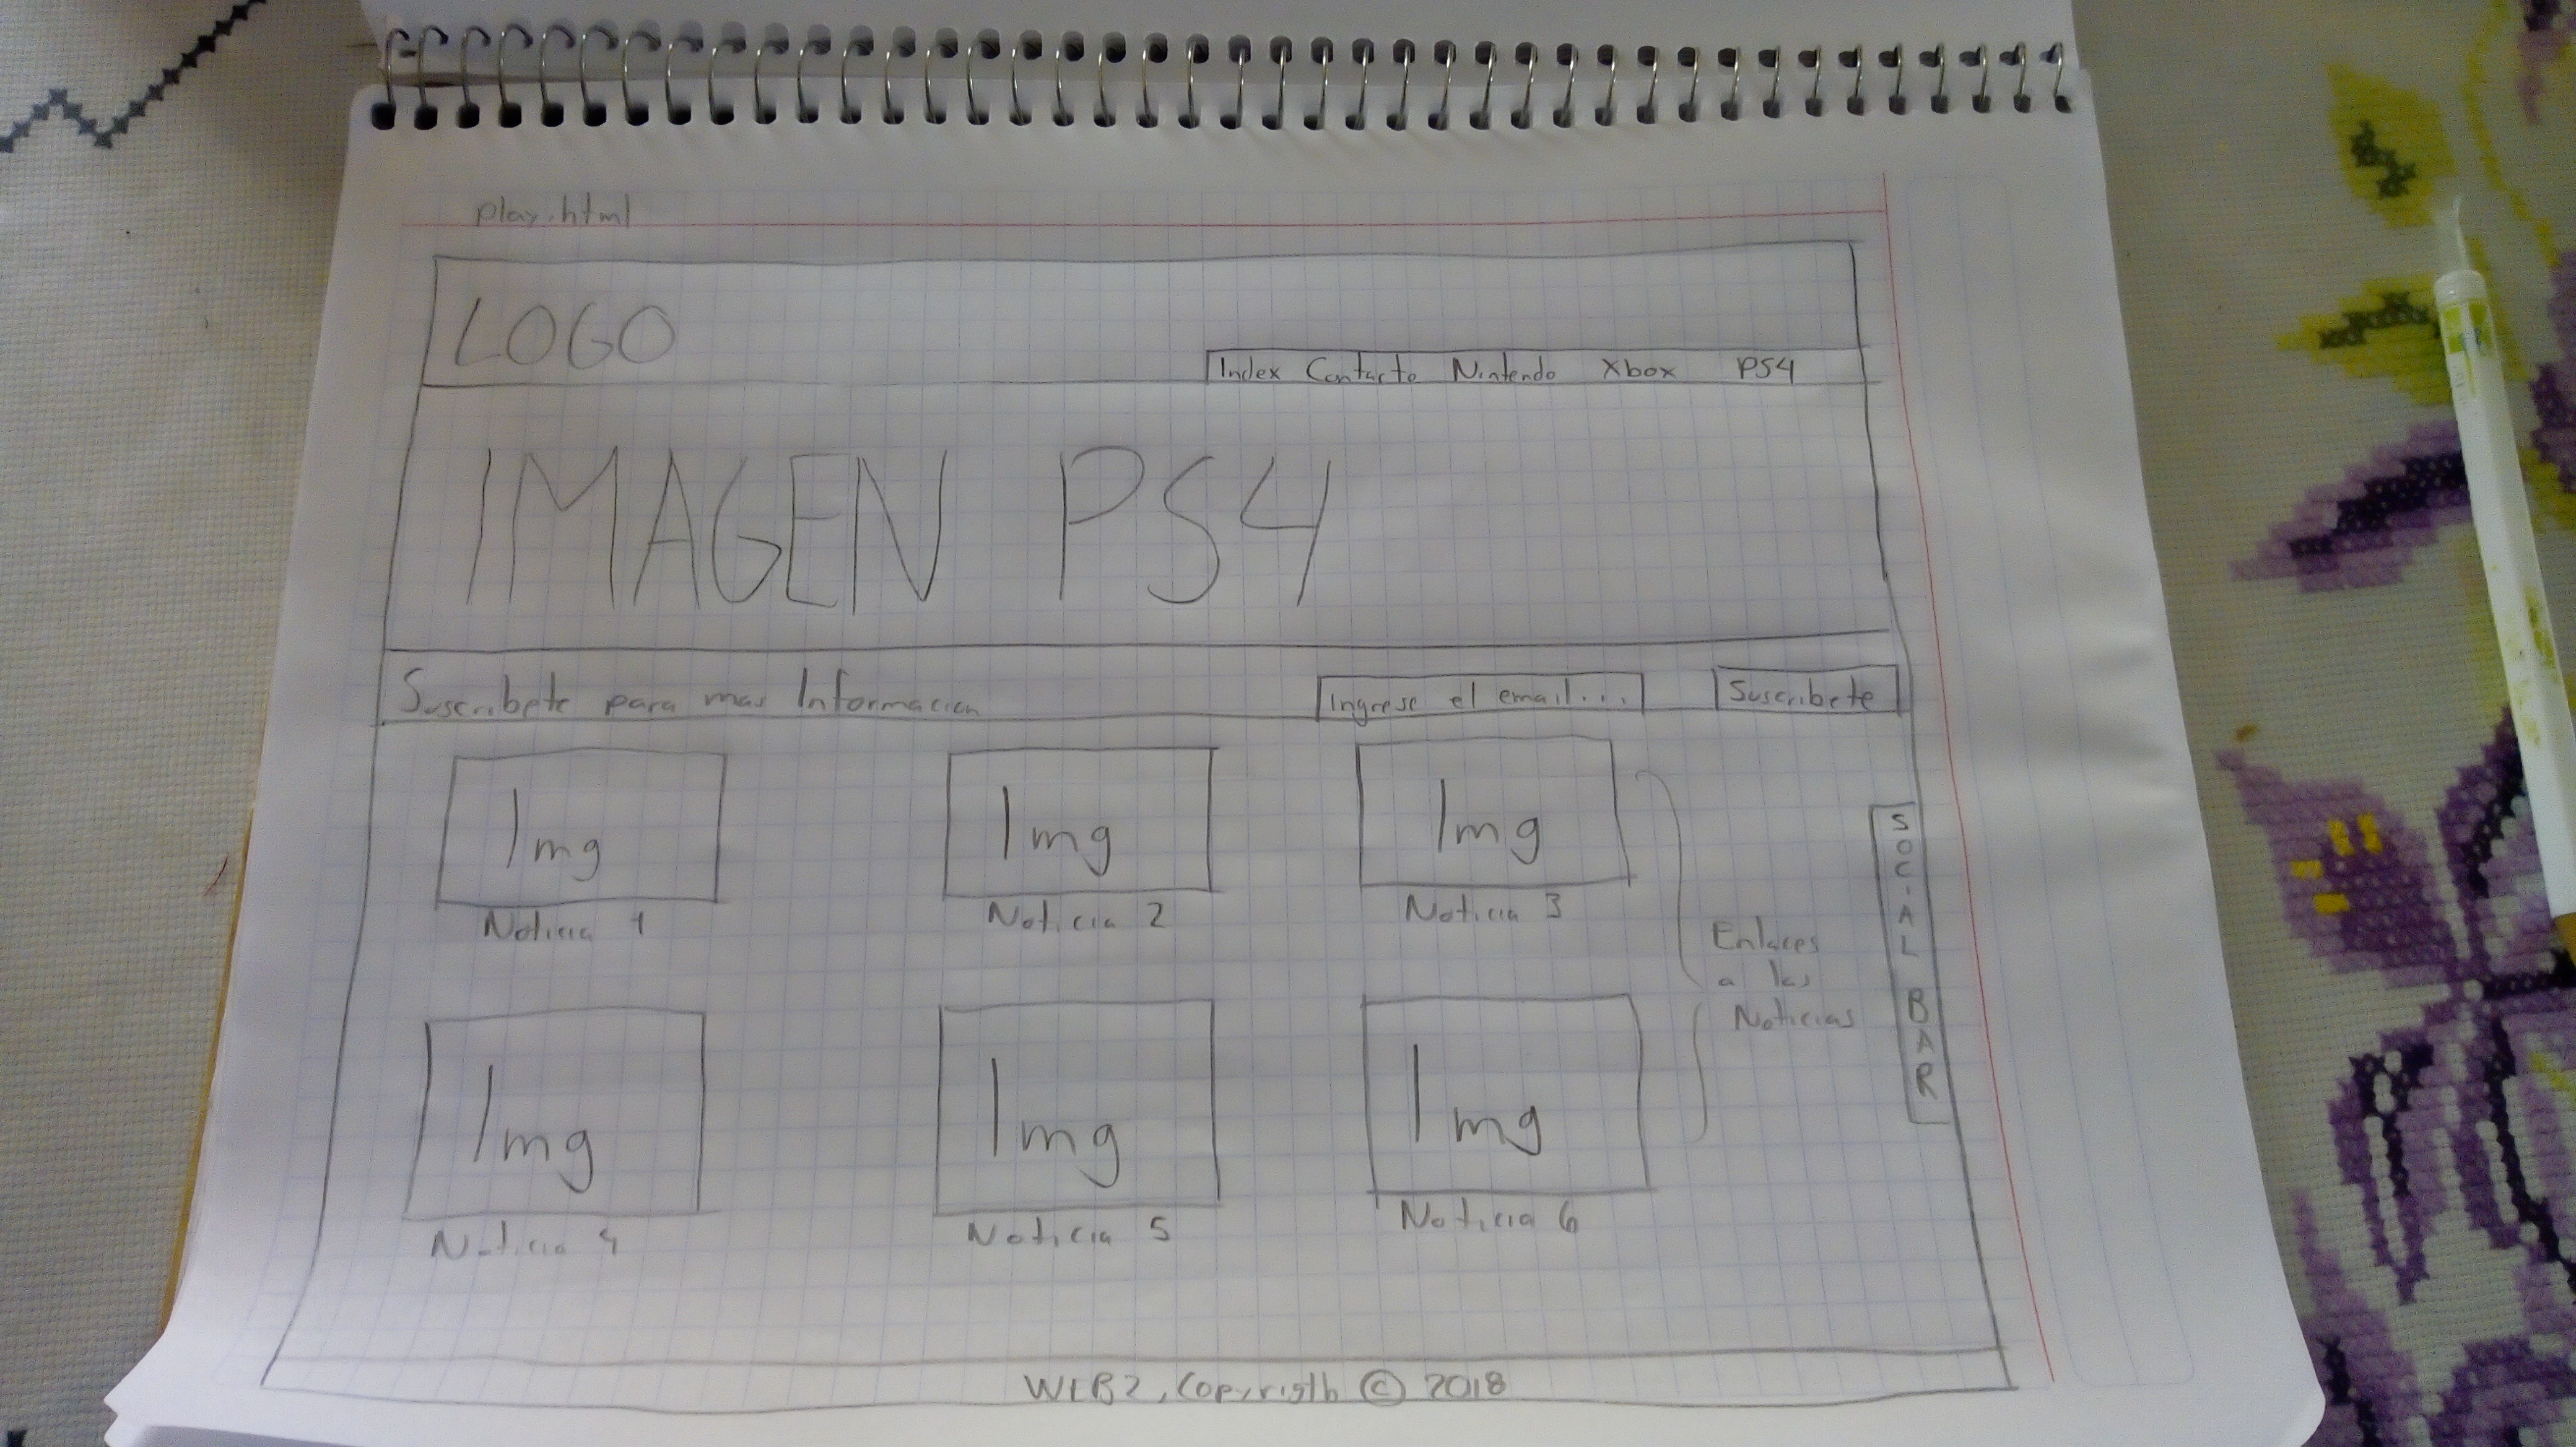 play.html
LOGO
Index Contacto Nintendo Xbox PS4
IMAGEN PS4
Suscribete para mas Informacion
Ingrese el email...
Suscribete
Img Img Img
Noticia 1 Noticia 2 Noticia 3
Enlaces
a las
Noticias
SOCIAL BAR
Img Img Img
Noticia 4 Noticia 5 Noticia 6
WEB2, Copyrigth © 2018